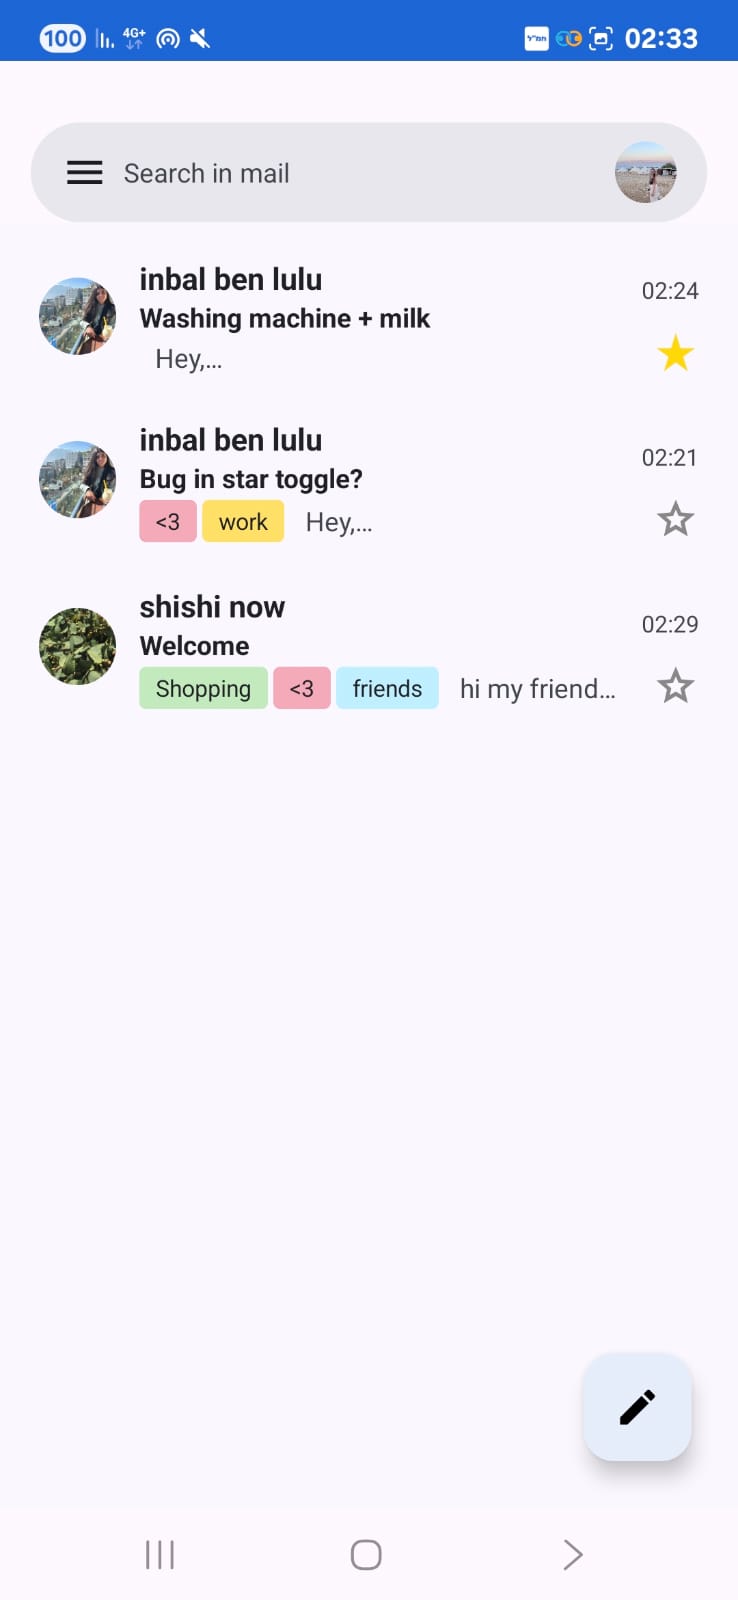 100 4G+ 02:33
Search in mail
inbal ben lulu
02:24
Washing machine + milk
Hey,...
inbal ben lulu
02:21
Bug in star toggle?
<3 work Hey,...
shishi now
02:29
Welcome
Shopping <3 friends hi my friend...